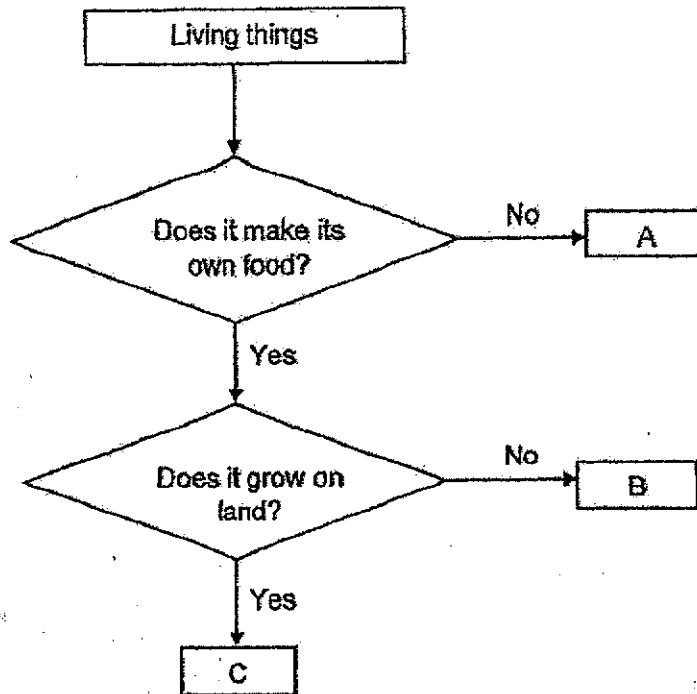 Living things
Does it make its
own food?
No
A
Yes
Does it grow on
land?
No
B
Yes
C